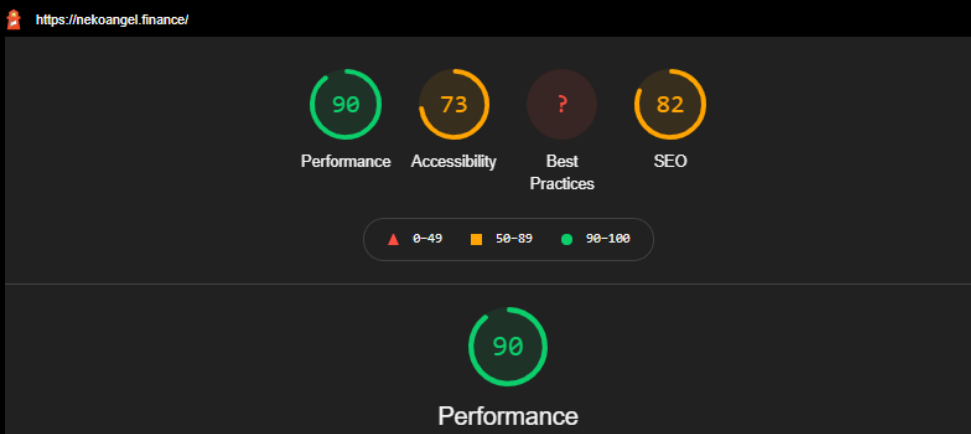 https://nekoangel.finance/
90
73
?
82
Performance
Accessibility
Best
Practices
SEO
0-49
50-89
90-100
90
Performance